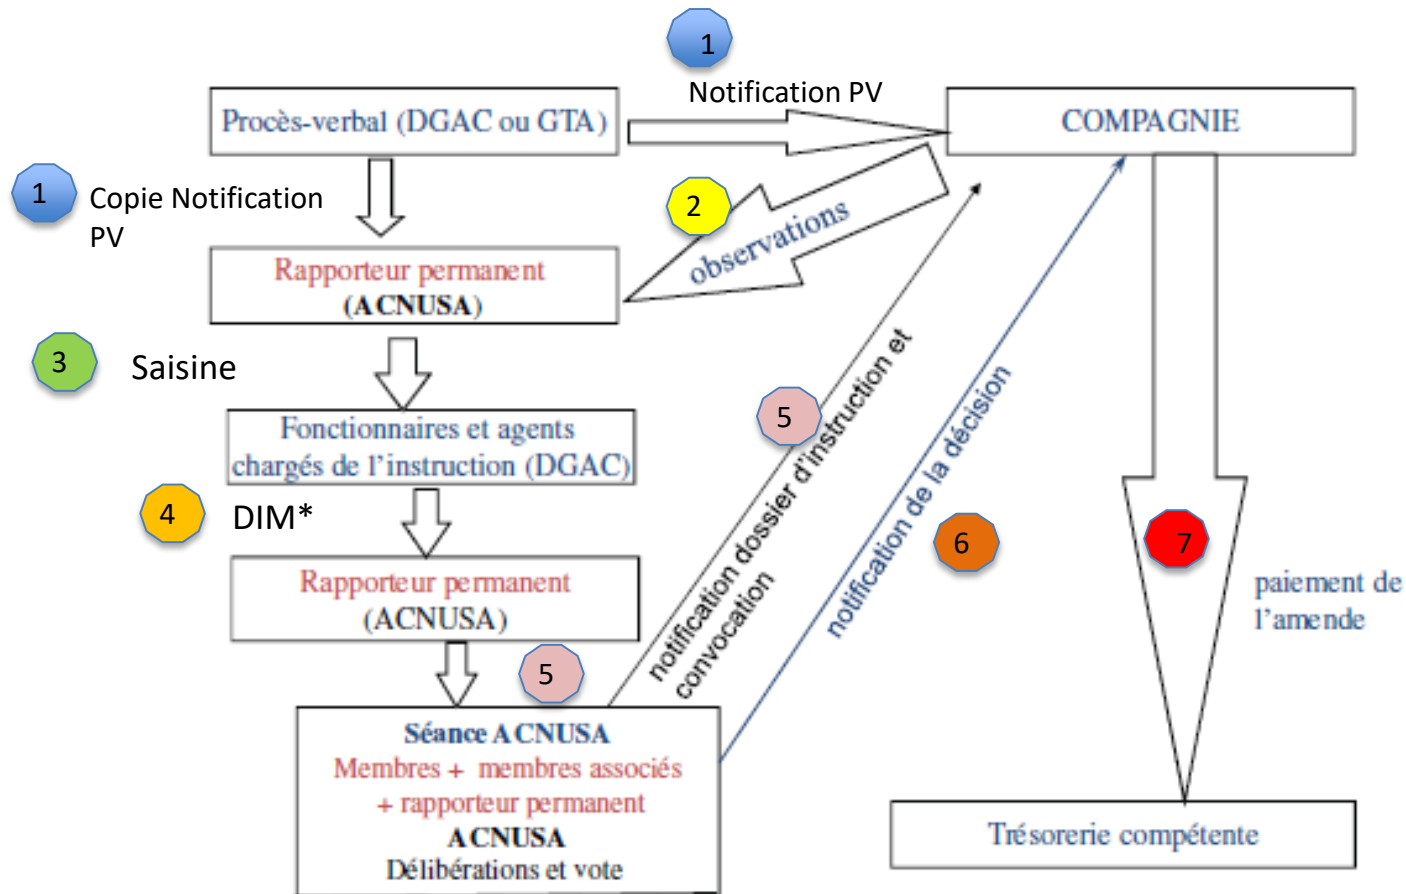 1
Notification PV
Procès-verbal (DGAC ou GTA)
COMPAGNIE
1
Copie Notification
PV
2
observations
Rapporteur permanent
(ACNUSA)
3
Saisine
Fonctionnaires et agents
chargés de l'instruction (DGAC)
4
DIM*
Rapporteur permanent
(ACNUSA)
5
5
notification dossier d'instruction et
convocation
notification de la décision
6
7
paiement de
l'amende
Séance ACNUSA
Membres + membres associés
+ rapporteur permanent
ACNUSA
Délibérations et vote
Trésorerie compétente